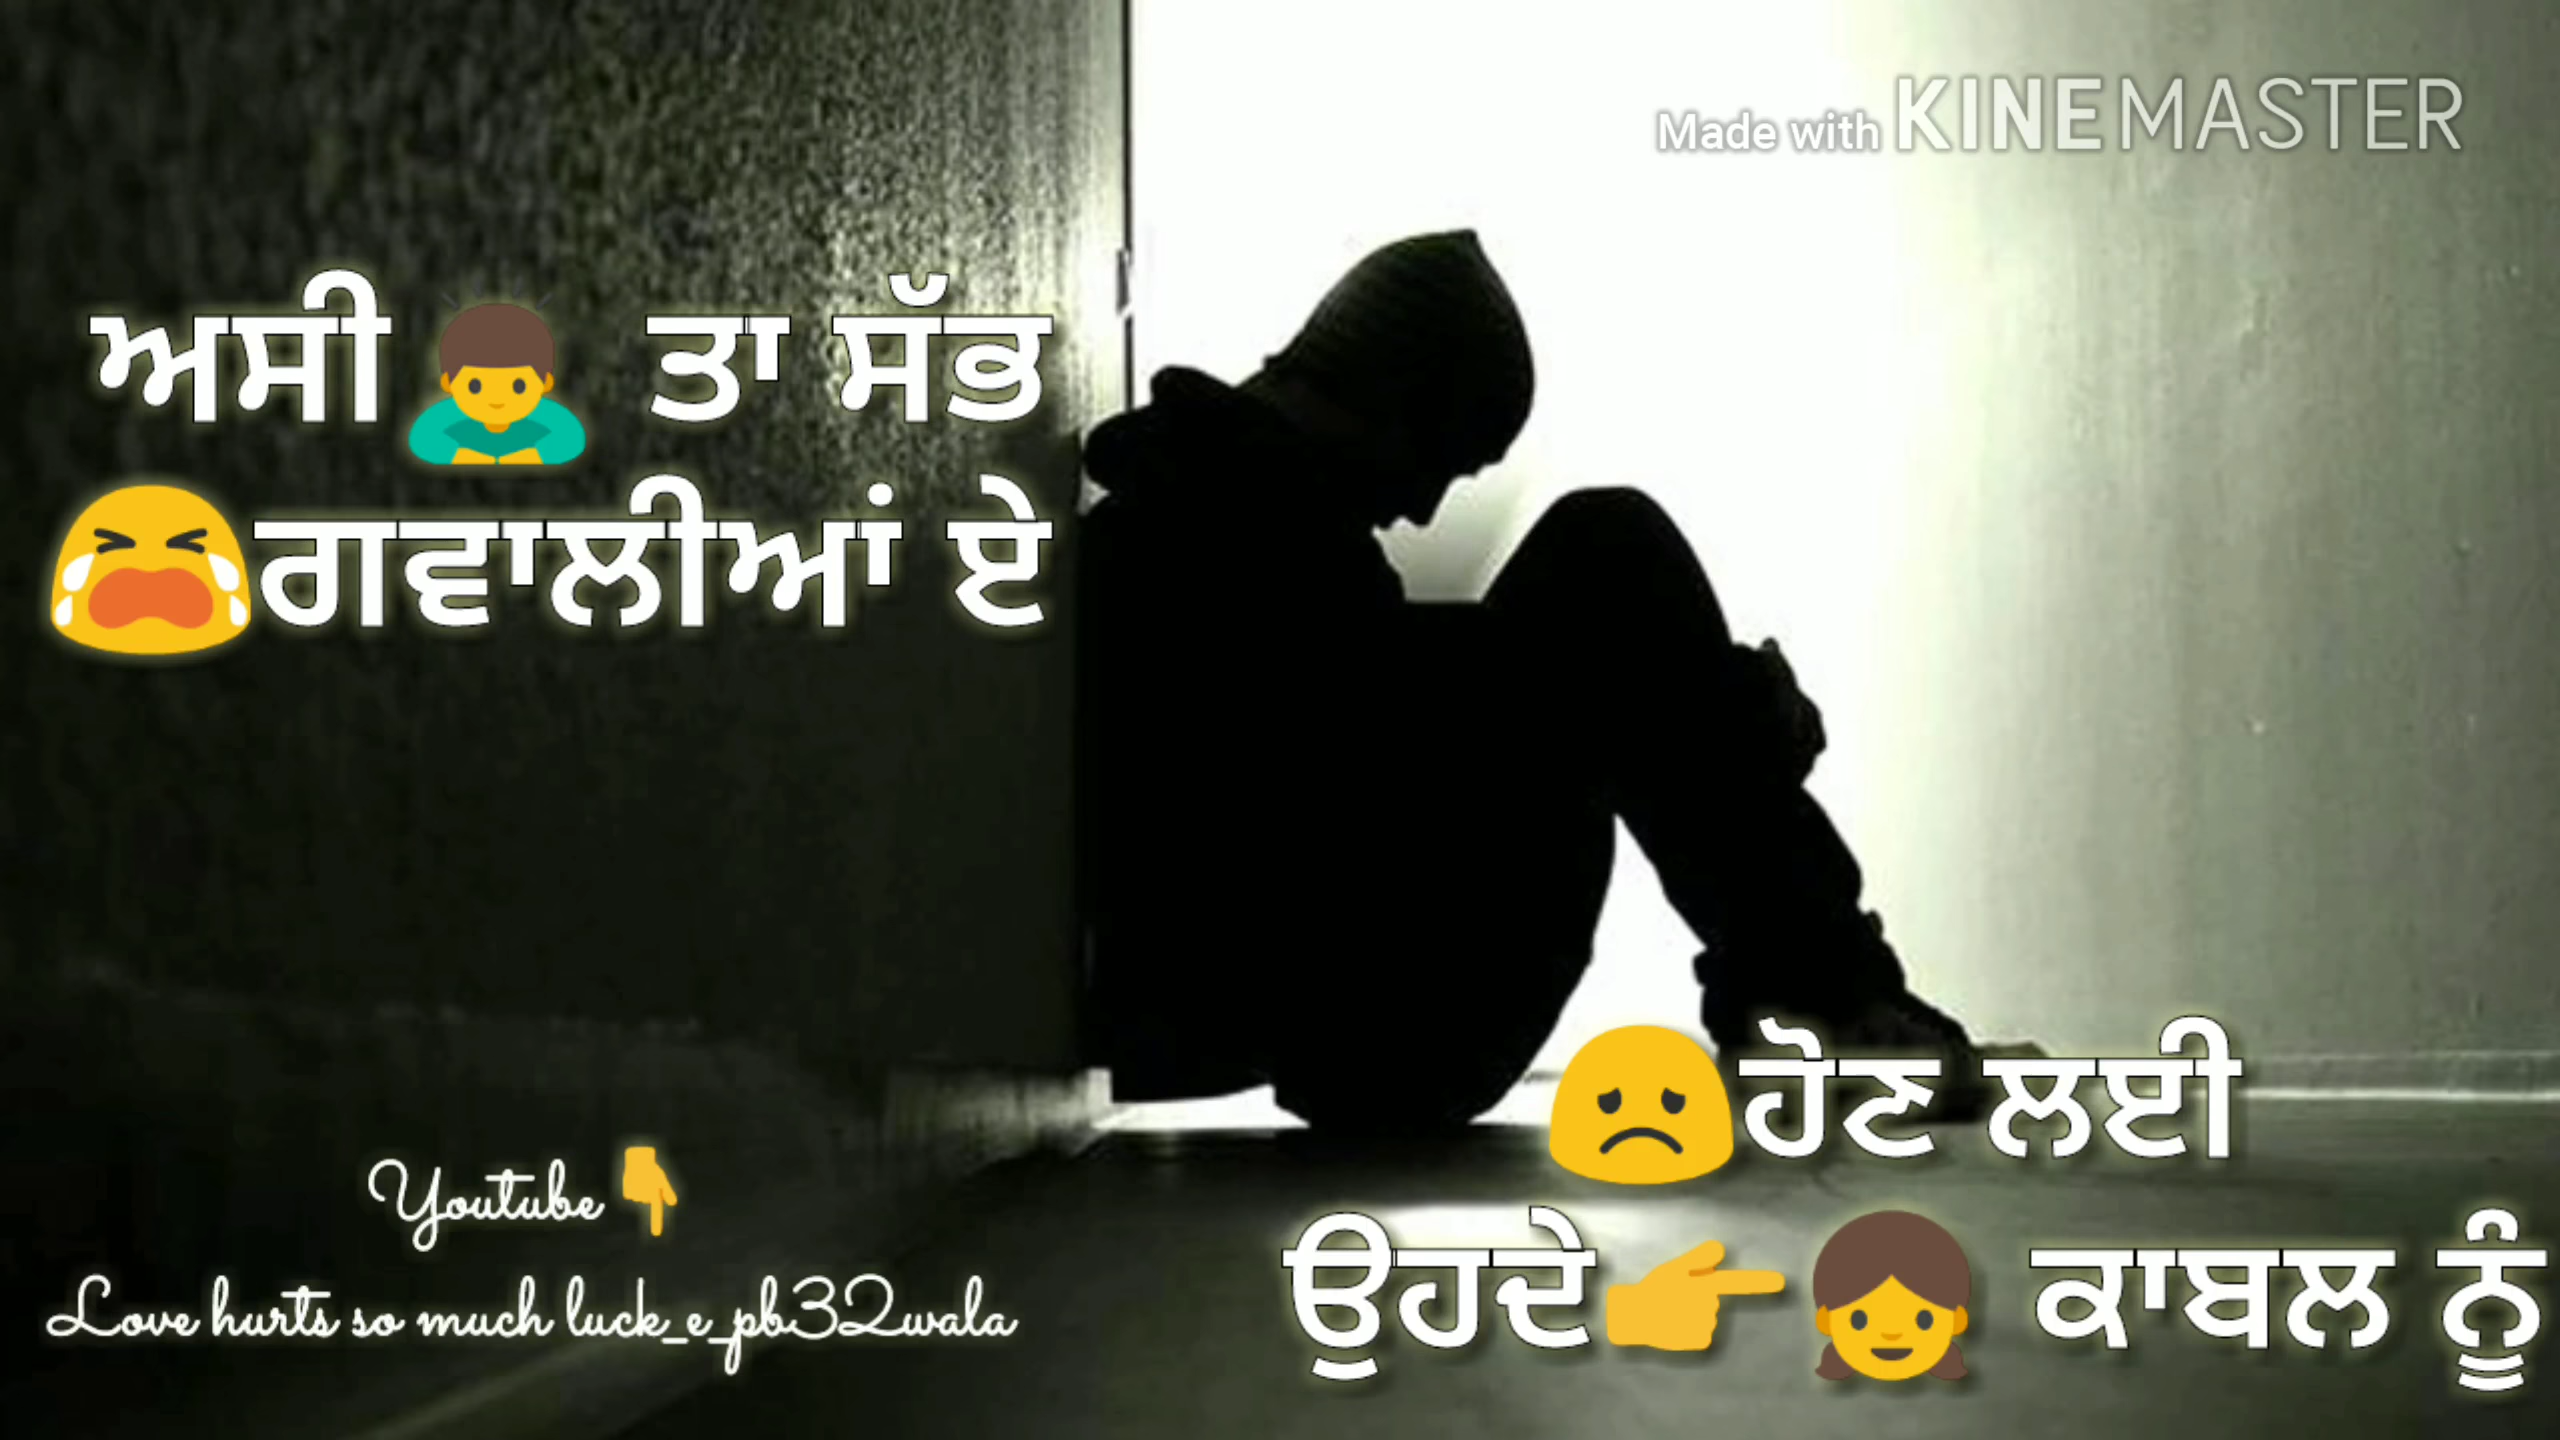 Made with KINEMASTER
ਅਸੀ🙇‍♂️ ਤਾ ਸੱਭ
😭ਗਵਾਲੀਆਂ ਏ
😞ਹੋਣ ਲਈ
ਉਹਦੇ👉👧 ਕਾਬਲ ਨੂੰ
Youtube👇
Love hurts so much luck_e_pb32wala